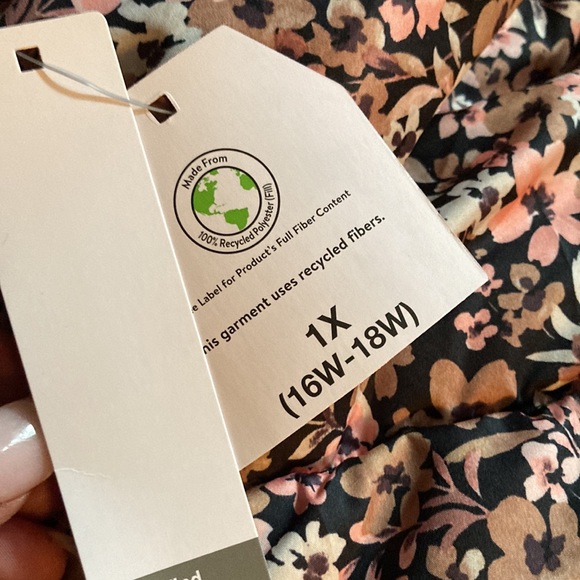 Made From
100% Recycled Polyester (Fill)
Label for Product's Full Fiber Content
garment uses recycled fibers.
1X
(16W-18W)